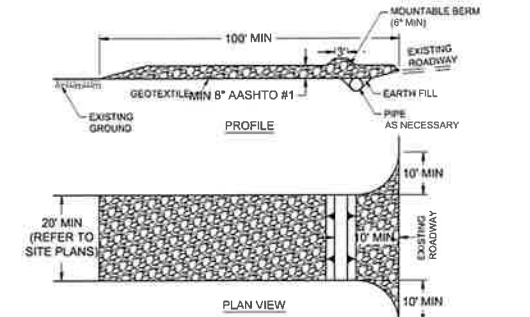 MOUNTABLE BERM
(6" MIN)
100' MIN
3'
EXISTING
ROADWAY
GEOTEXTILE
MIN 8" AASHTO #1
EARTH FILL
EXISTING
GROUND
PIPE
AS NECESSARY
PROFILE
10' MIN
20' MIN
(REFER TO
SITE PLANS)
10' MIN
EXISTING
ROADWAY
10' MIN
PLAN VIEW